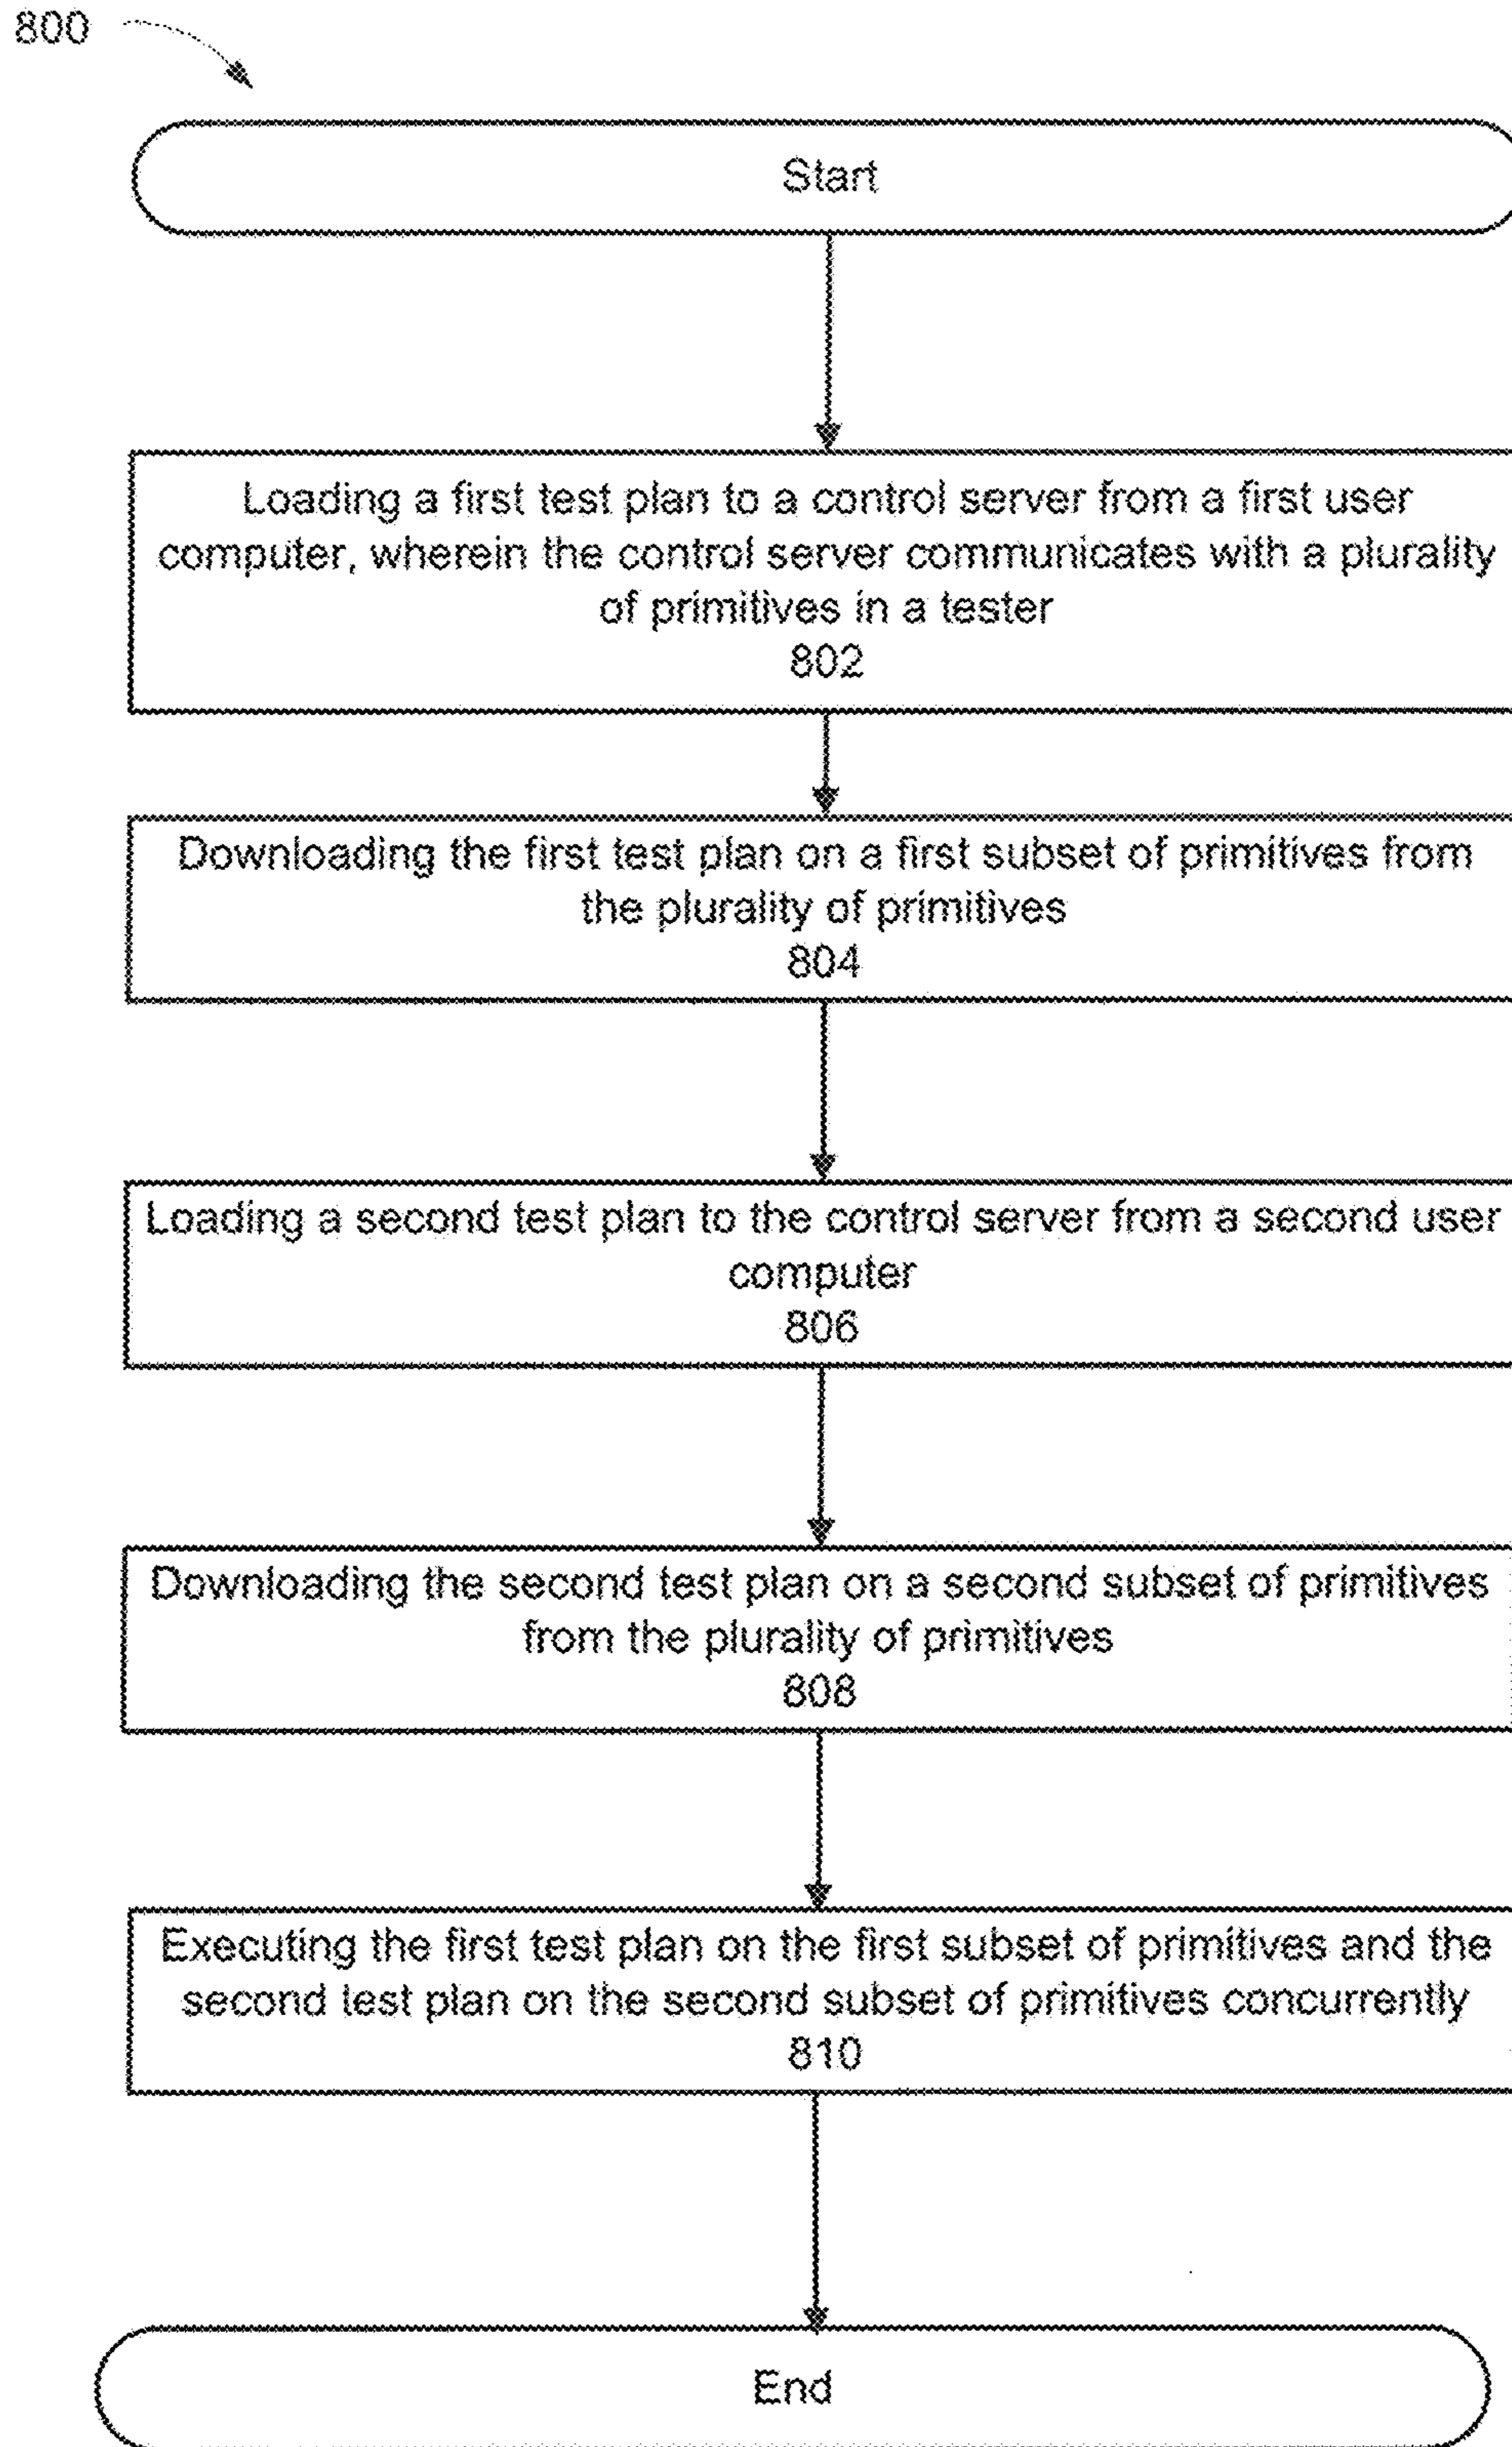 800
Start
Loading a first test plan to a control server from a first user
computer, wherein the control server communicates with a plurality
of primitives in a tester
802
Downloading the first test plan on a first subset of primitives from
the plurality of primitives
804
Loading a second test plan to the control server from a second user
computer
806
Downloading the second test plan on a second subset of primitives
from the plurality of primitives
808
Executing the first test plan on the first subset of primitives and the
second test plan on the second subset of primitives concurrently
810
End